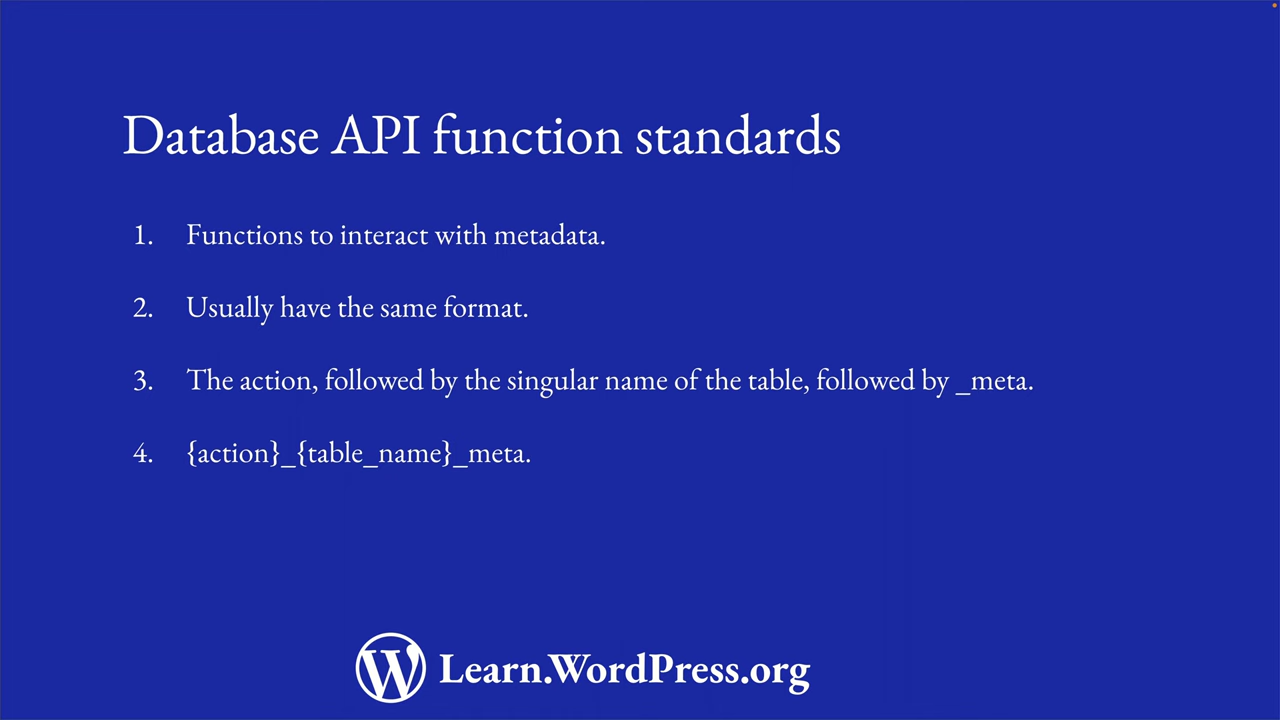 Database API function standards
1. Functions to interact with metadata.
2. Usually have the same format.
3. The action, followed by the singular name of the table, followed by _meta.
4. {action}_{table_name}_meta.
Learn.WordPress.org